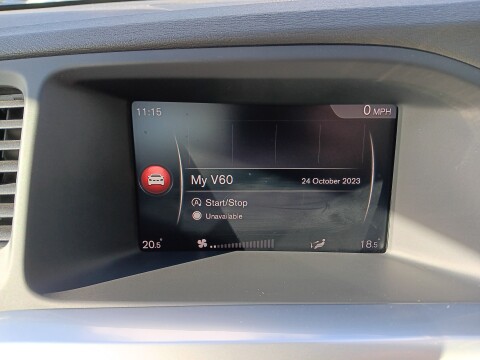 11:15
0 MPH
My V60
24 October 2023
Start/Stop
Unavailable
20.5°
18.5°